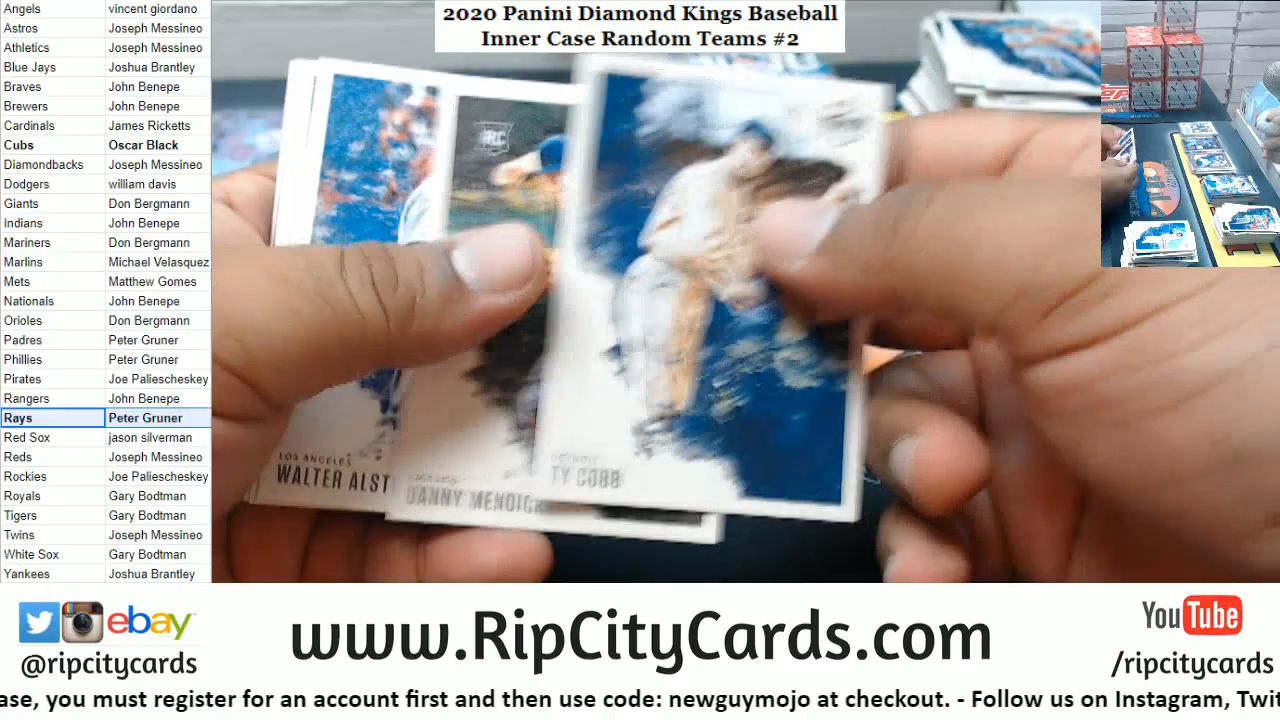 2020 Panini Diamond Kings Baseball
Inner Case Random Teams #2
Angels vincent giordano
Astros Joseph Messineo
Athletics Joseph Messineo
Blue Jays Joshua Brantley
Braves John Benepe
Brewers John Benepe
Cardinals James Ricketts
Cubs Oscar Black
Diamondbacks Joseph Messineo
Dodgers william davis
Giants Don Bergmann
Indians John Benepe
Mariners Don Bergmann
Marlins Michael Velasquez
Mets Matthew Gomes
Nationals John Benepe
Orioles Don Bergmann
Padres Peter Gruner
Phillies Peter Gruner
Pirates Joe Paliescheskey
Rangers John Benepe
Rays Peter Gruner
Red Sox jason silverman
Reds Joseph Messineo
Rockies Joe Paliescheskey
Royals Gary Bodtman
Tigers Gary Bodtman
Twins Joseph Messineo
White Sox Gary Bodtman
Yankees Joshua Brantley
RC
LOS ANGELES
WALTER ALST
DANNY MENDICK
DETROIT
TY COBB
ebay
@ripcitycards
www.RipCityCards.com
YouTube
/ripcitycards
ase, you must register for an account first and then use code: newguymojo at checkout. - Follow us on Instagram, Twit